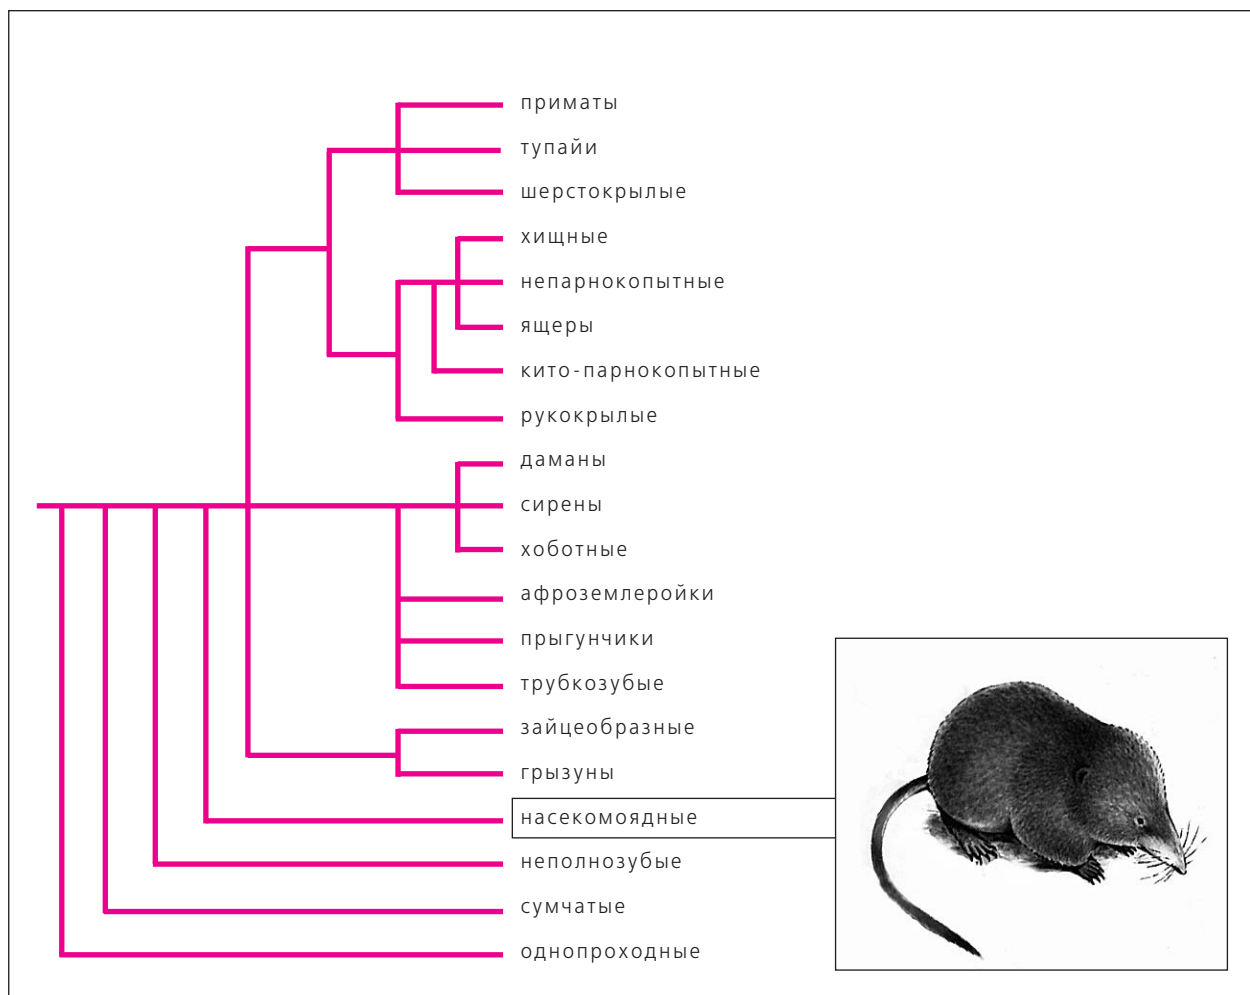 приматы
тупайи
шерстокрылые
хищные
непарнокопытные
ящеры
кито-парнокопытные
рукокрылые
даманы
сирены
хоботные
афроземлеройки
прыгунчики
трубкозубые
зайцеобразные
грызуны
насекомоядные
неполнозубые
сумчатые
однопроходные